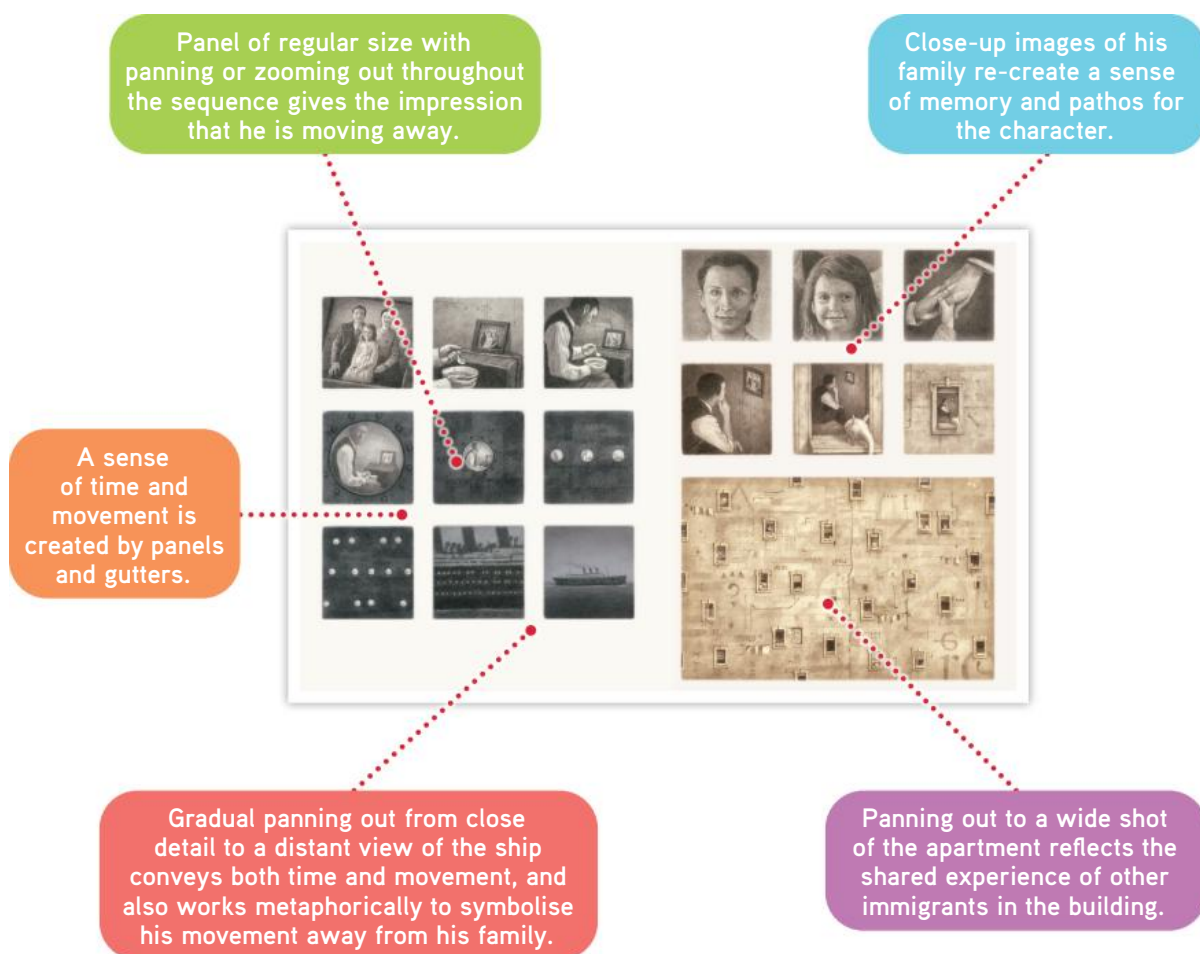 Panel of regular size with
panning or zooming out throughout
the sequence gives the impression
that he is moving away.
Close-up images of his
family re-create a sense
of memory and pathos for
the character.
A sense
of time and
movement is
created by panels
and gutters.
Gradual panning out from close
detail to a distant view of the ship
conveys both time and movement, and
also works metaphorically to symbolise
his movement away from his family.
Panning out to a wide shot
of the apartment reflects the
shared experience of other
immigrants in the building.